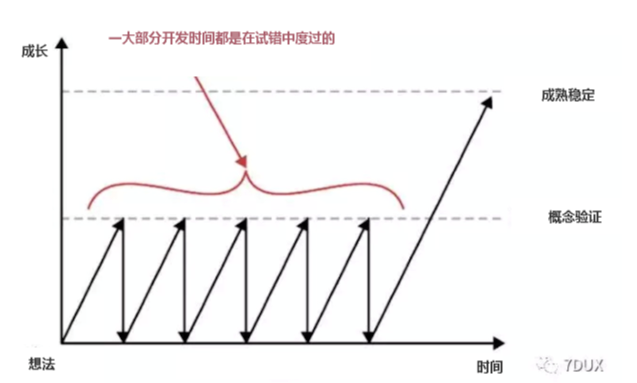 一大部分开发时间都是在试错中度过的
成长
成熟稳定
概念验证
想法
时间
7DUX